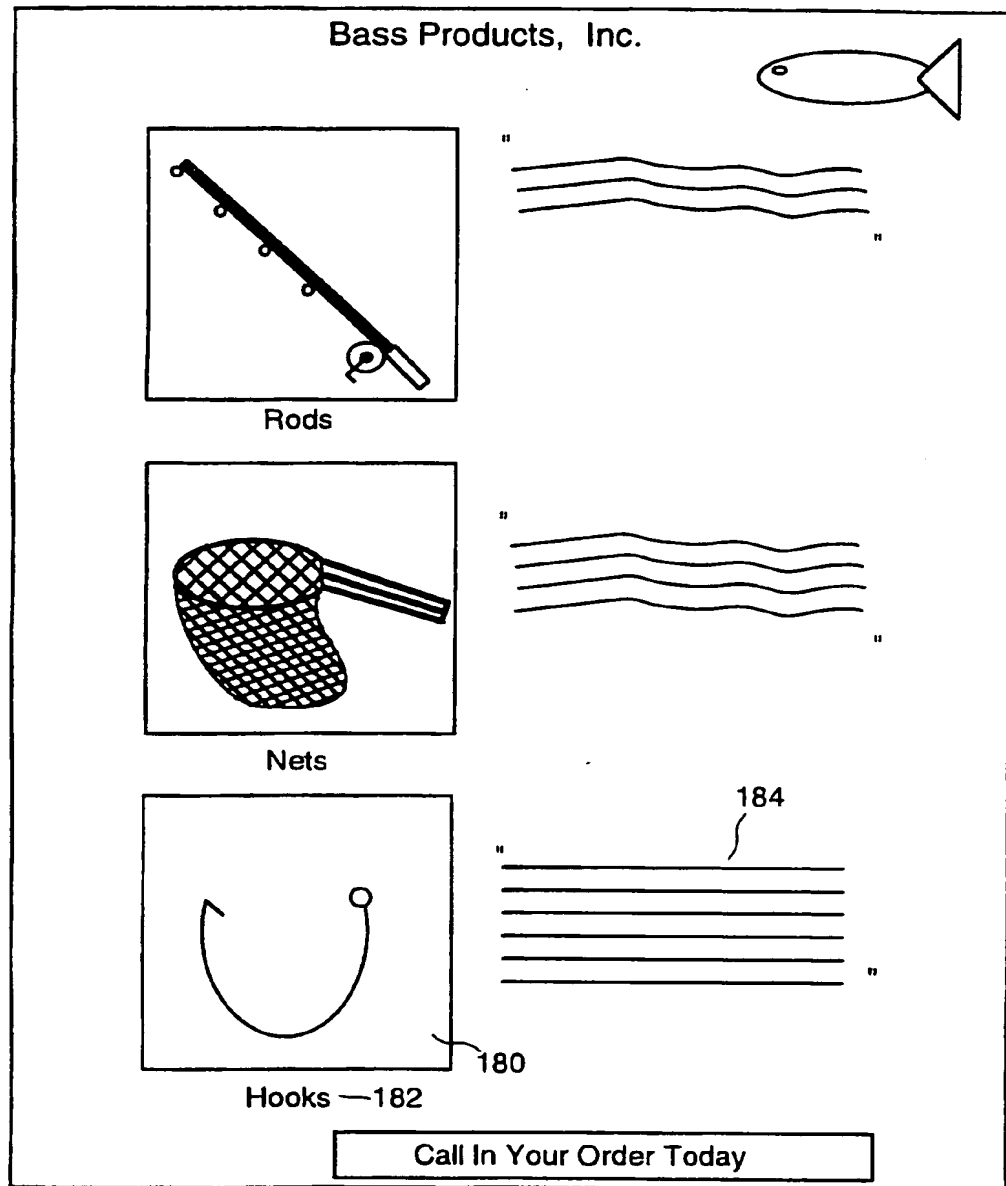 Bass Products, Inc.
"
"
Rods
"
"
Nets
184
"
"
180
Hooks — 182
Call In Your Order Today